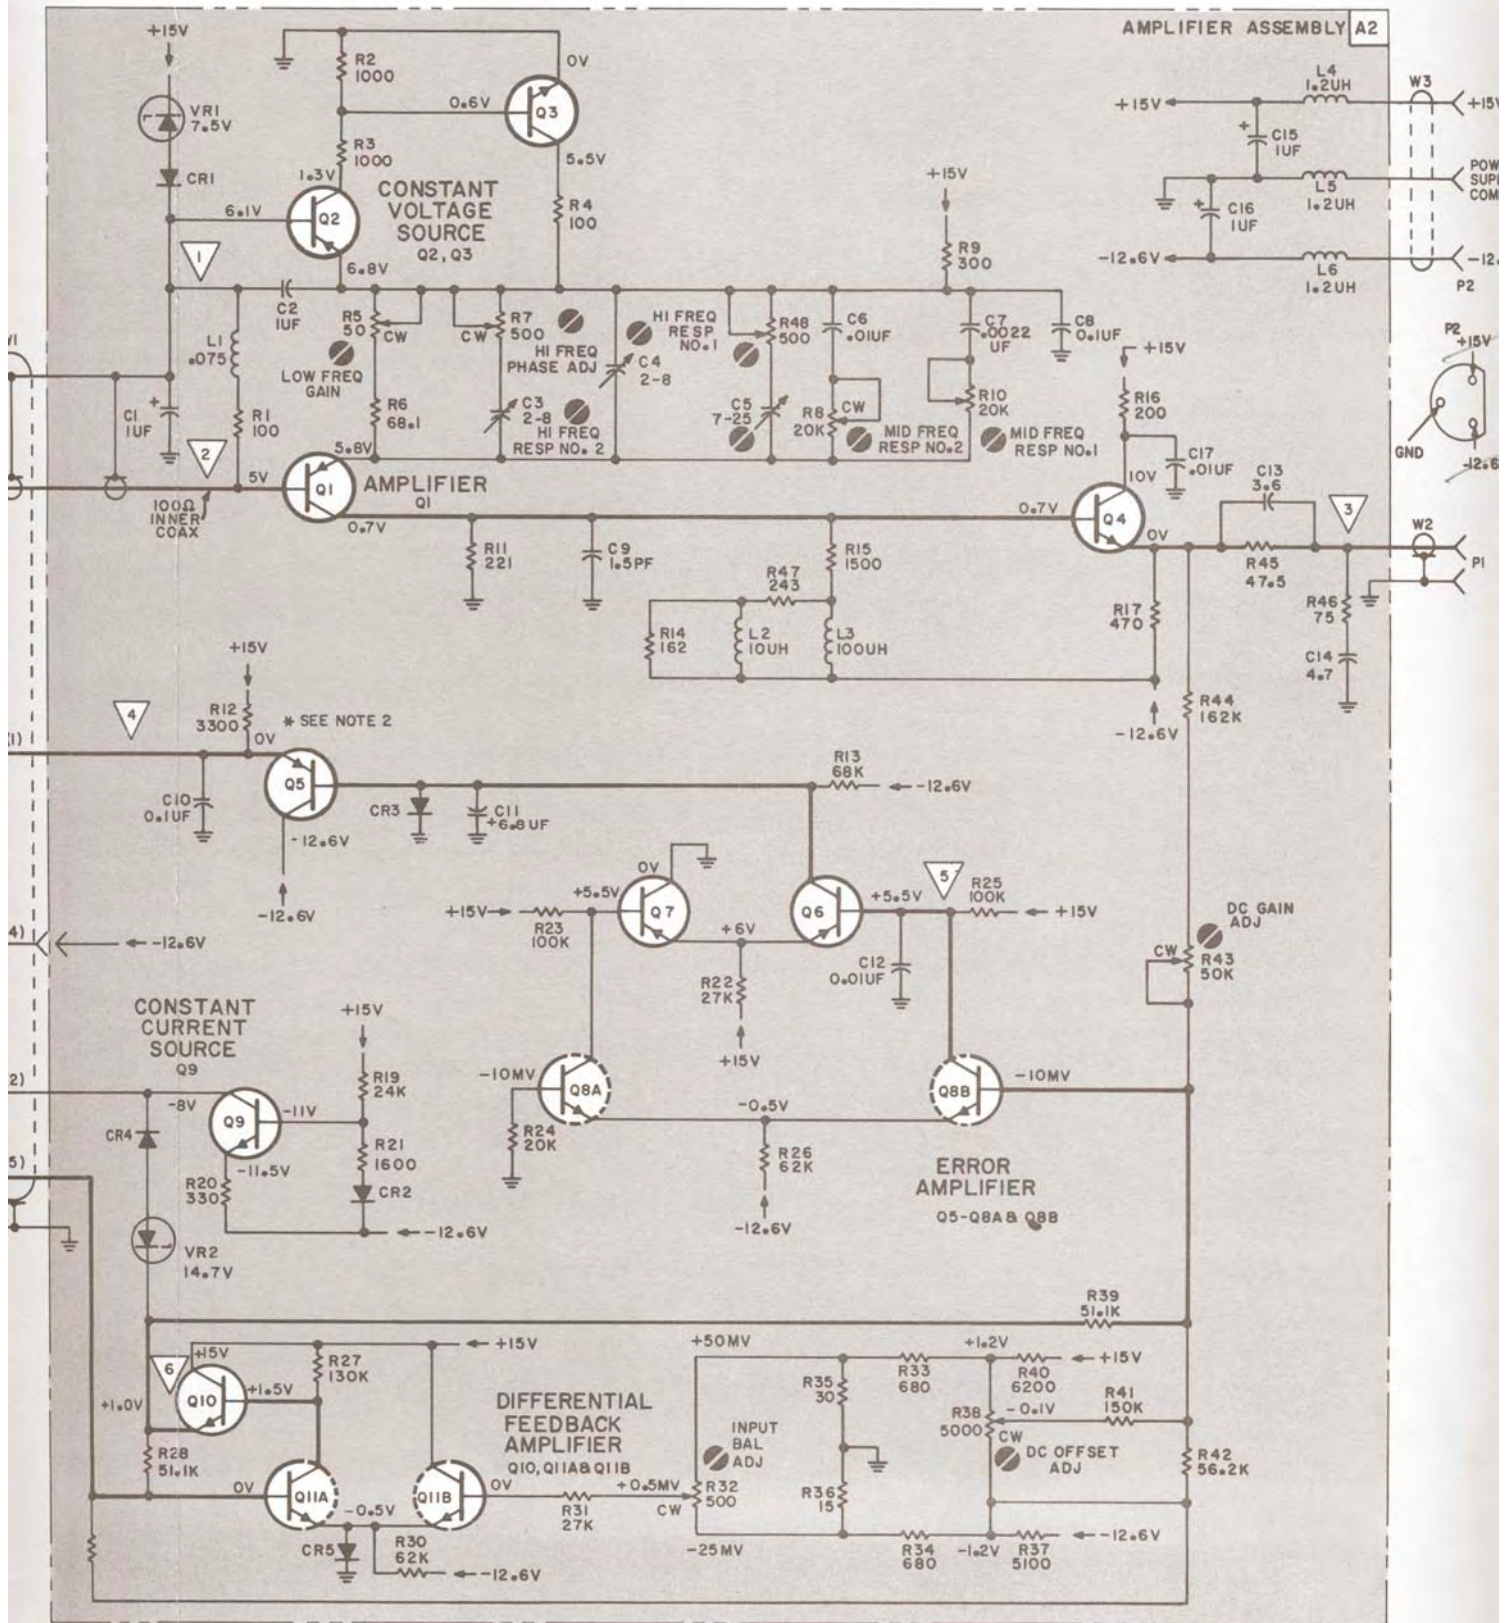 AMPLIFIER ASSEMBLY A2
+15V
VR1
7.5V
CR1
R2
1000
R3
1000
0V
0.6V
Q3
5.5V
R4
100
1.3V
6.1V
Q2
6.8V
CONSTANT
VOLTAGE
SOURCE
Q2, Q3
+15V
R9
300
+15V
L4
1.2UH
W3
+15V
+
C15
1UF
L5
1.2UH
+
C16
1UF
-12.6V
L6
1.2UH
P2
1
C2
1UF
L1
.075
R1
100
+
C1
1UF
2
R5
50
CW
LOW FREQ
GAIN
R6
68.1
CW
R7
500
HI FREQ
PHASE ADJ
C3
2-8
HI FREQ
RESP NO. 2
C4
2-8
HI FREQ
RESP
NO.1
R48
500
C5
7-25
C6
.01UF
R8
20K
CW
MID FREQ
RESP NO.2
C7
.0022
UF
R10
20K
MID FREQ
RESP NO.1
C8
0.1UF
+15V
R16
200
C17
.01UF
10V
P2
+15V
GND
-12.6
100Ω
INNER
COAX
5V
5.8V
Q1
AMPLIFIER
Q1
0.7V
R11
221
C9
1.5PF
R15
1500
0.7V
Q4
0V
C13
3.6
R45
47.5
3
W2
P1
R46
75
C14
4.7
R47
243
R14
162
L2
10UH
L3
100UH
R17
470
-12.6V
R44
162K
+15V
R12
3300
0V
* SEE NOTE 2
4
C10
0.1UF
Q5
-12.6V
-12.6V
CR3
C11
+6.8UF
R13
68K
-12.6V
0V
+5.5V
+15V
R23
100K
Q7
+6V
Q6
+5.5V
5
R25
100K
+15V
R22
27K
+15V
C12
0.01UF
DC GAIN
ADJ
CW
R43
50K
-12.6V
CONSTANT
CURRENT
SOURCE
Q9
+15V
R19
24K
-8V
Q9
-11V
CR4
-11.5V
R20
330
R21
1600
CR2
-12.6V
VR2
14.7V
-10MV
Q8A
R24
20K
-0.5V
R26
62K
-12.6V
Q8B
-10MV
ERROR
AMPLIFIER
Q5-Q8A & Q8B
R39
51.1K
6
+15V
Q10
+1.5V
+1.0V
R28
51.1K
R27
130K
+15V
0V
Q11A
-0.5V
CR5
R30
62K
-12.6V
Q11B
0V
DIFFERENTIAL
FEEDBACK
AMPLIFIER
Q10, Q11A & Q11B
R31
27K
+0.5MV
CW
INPUT
BAL
ADJ
R32
500
+50MV
-25MV
R35
30
R36
15
R33
680
R34
680
+1.2V
R40
6200
+15V
R38
5000
-0.1V
CW
R41
150K
DC OFFSET
ADJ
-1.2V
R37
5100
-12.6V
R42
56.2K